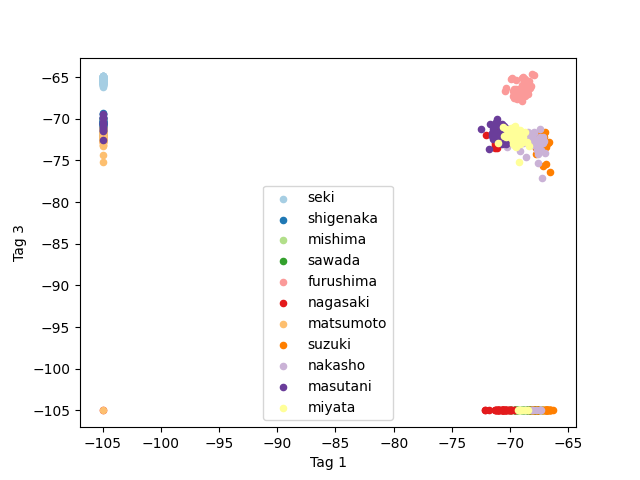 −65
−70
−75
−80
−85
−90
−95
−100
−105
Tag 3
seki
shigenaka
mishima
sawada
furushima
nagasaki
matsumoto
suzuki
nakasho
masutani
miyata
−105 −100 −95 −90 −85 −80 −75 −70 −65
Tag 1